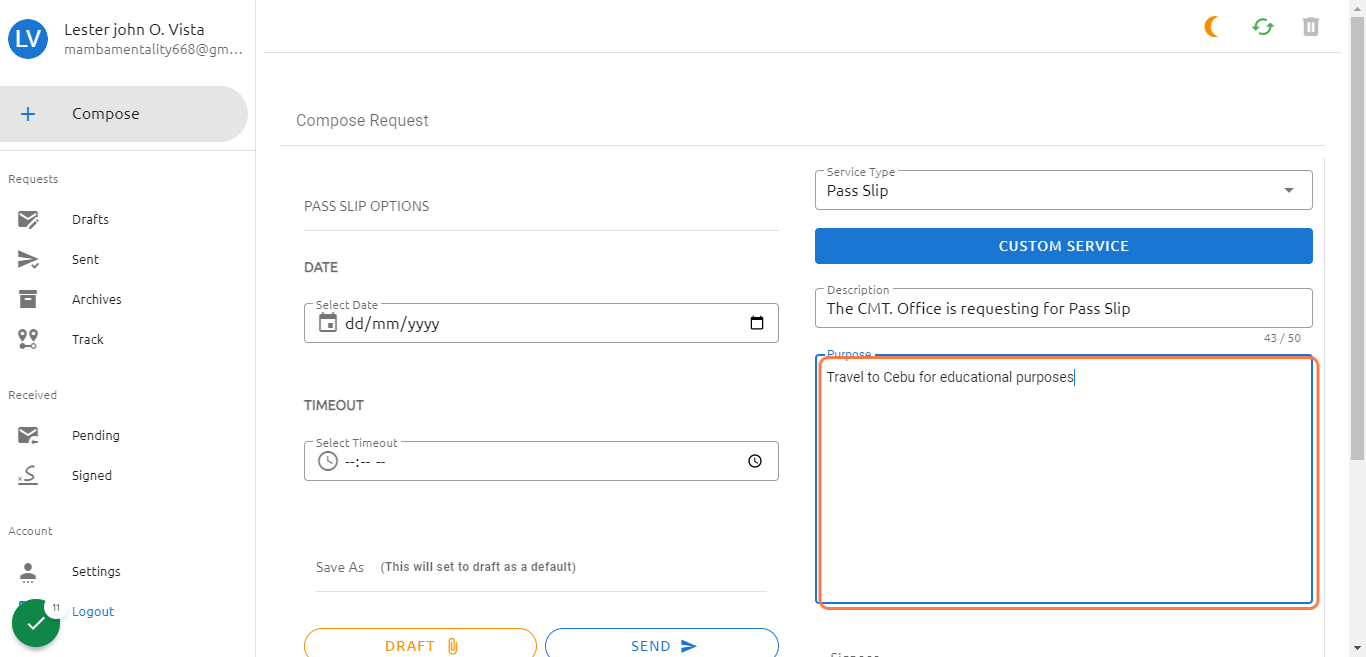 LV
Lester john O. Vista
mambamentality668@gm...
Compose
Requests
Drafts
Sent
Archives
Track
Received
Pending
Signed
Account
Settings
11
Logout
Compose Request
PASS SLIP OPTIONS
DATE
Select Date
dd/mm/yyyy
TIMEOUT
Select Timeout
--:-- --
Save As (This will set to draft as a default)
DRAFT
SEND
Service Type
Pass Slip
CUSTOM SERVICE
Description
The CMT. Office is requesting for Pass Slip
43 / 50
Purpose
Travel to Cebu for educational purposes